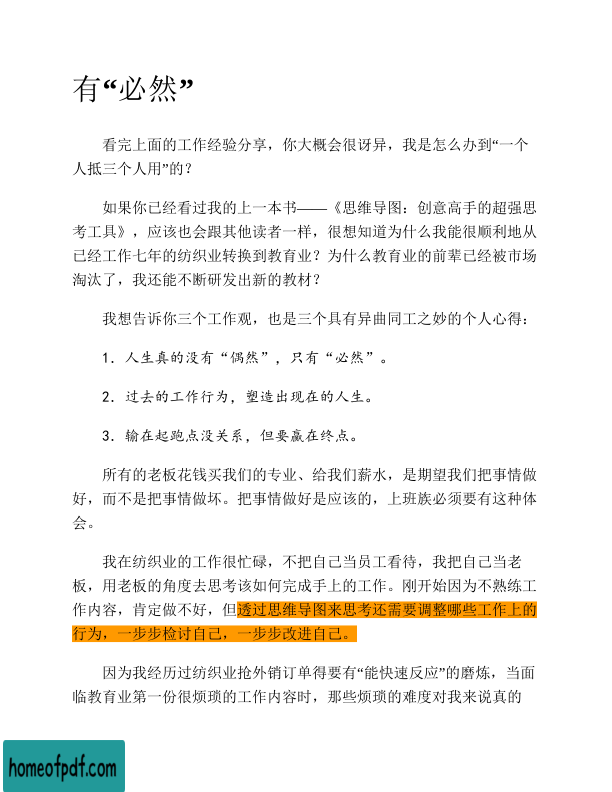 有“必然”
看完上面的工作经验分享，你大概会很讶异，我是怎么办到“一个
人抵三个人用”的？
如果你已经看过我的上一本书——《思维导图：创意高手的超强思
考工具》，应该也会跟其他读者一样，很想知道为什么我能很顺利地从
已经工作七年的纺织业转换到教育业？为什么教育业的前辈已经被市场
淘汰了，我还能不断研发出新的教材？
我想告诉你三个工作观，也是三个具有异曲同工之妙的个人心得：
1．人生真的没有“偶然”，只有“必然”。
2．过去的工作行为，塑造出现在的人生。
3．输在起跑点没关系，但要赢在终点。
所有的老板花钱买我们的专业、给我们薪水，是期望我们把事情做
好，而不是把事情做坏。把事情做好是应该的，上班族必须要有这种体
会。
我在纺织业的工作很忙碌，不把自己当员工看待，我把自己当老
板，用老板的角度去思考该如何完成手上的工作。刚开始因为不熟练工
作内容，肯定做不好，但透过思维导图来思考还需要调整哪些工作上的
行为，一步步检讨自己，一步步改进自己。
因为我经历过纺织业抢外销订单得要有“能快速反应”的磨炼，当面
临教育业第一份很烦琐的工作内容时，那些烦琐的难度对我来说真的
homeofpdf.com